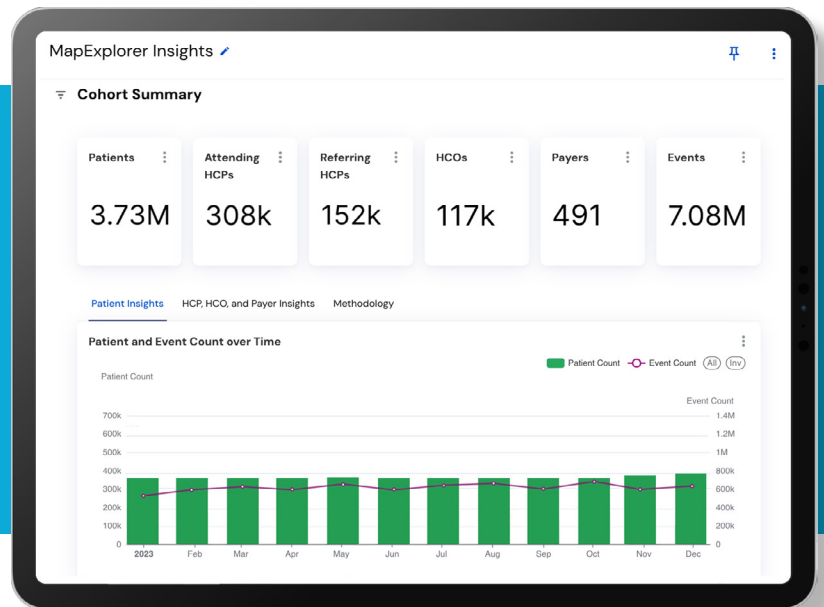 MapExplorer Insights
Cohort Summary
Patients
3.73M
Attending
HCPs
308k
Referring
HCPs
152k
HCOs
117k
Payers
491
Events
7.08M
Patient Insights HCP, HCO, and Payer Insights Methodology
Patient and Event Count over Time
Patient Count Event Count All Inv
Patient Count
Event Count
700k 1.4M
600k 1.2M
500k 1M
400k 800k
300k 600k
200k 400k
100k 200k
0 0
2023 Feb Mar Apr May Jun Jul Aug Sep Oct Nov Dec